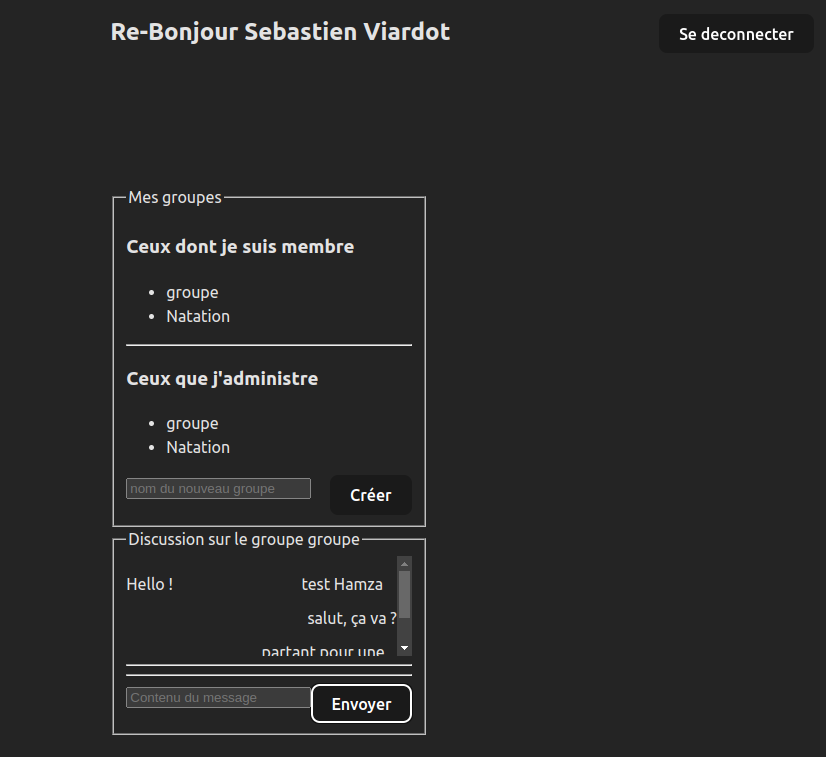 Re-Bonjour Sebastien Viardot
Se deconnecter
Mes groupes
Ceux dont je suis membre
groupe
Natation
Ceux que j'administre
groupe
Natation
nom du nouveau groupe
Créer
Discussion sur le groupe groupe
Hello !
test Hamza
salut, ça va ?
partant pour une
Contenu du message
Envoyer